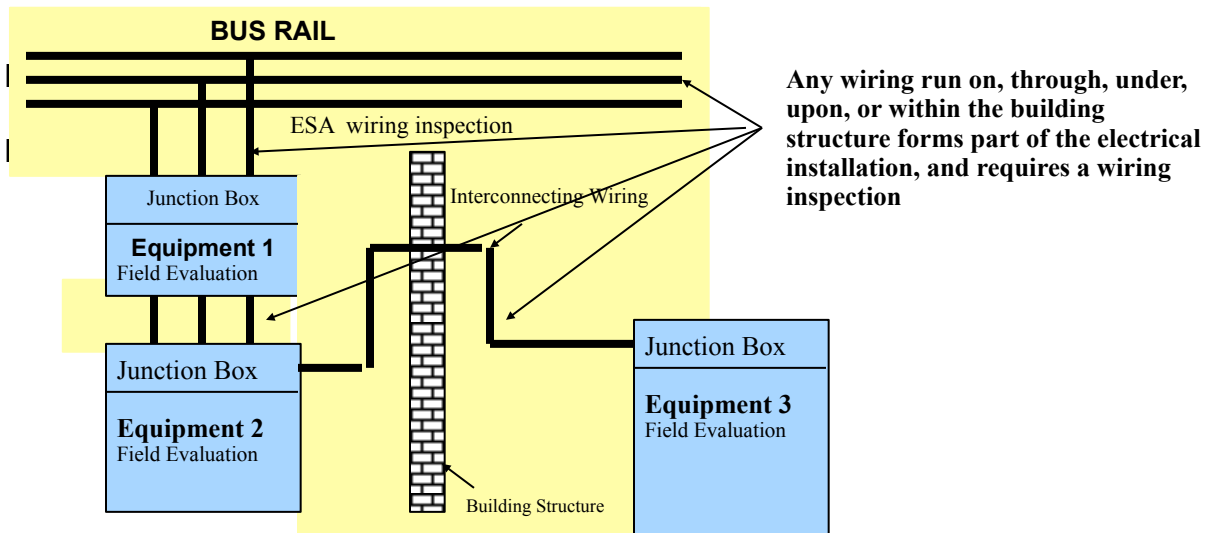 BUS RAIL
Any wiring run on, through, under,
upon, or within the building
structure forms part of the electrical
installation, and requires a wiring
inspection
ESA wiring inspection
Junction Box
Interconnecting Wiring
Equipment 1
Field Evaluation
Junction Box
Equipment 2
Field Evaluation
Junction Box
Equipment 3
Field Evaluation
Building Structure